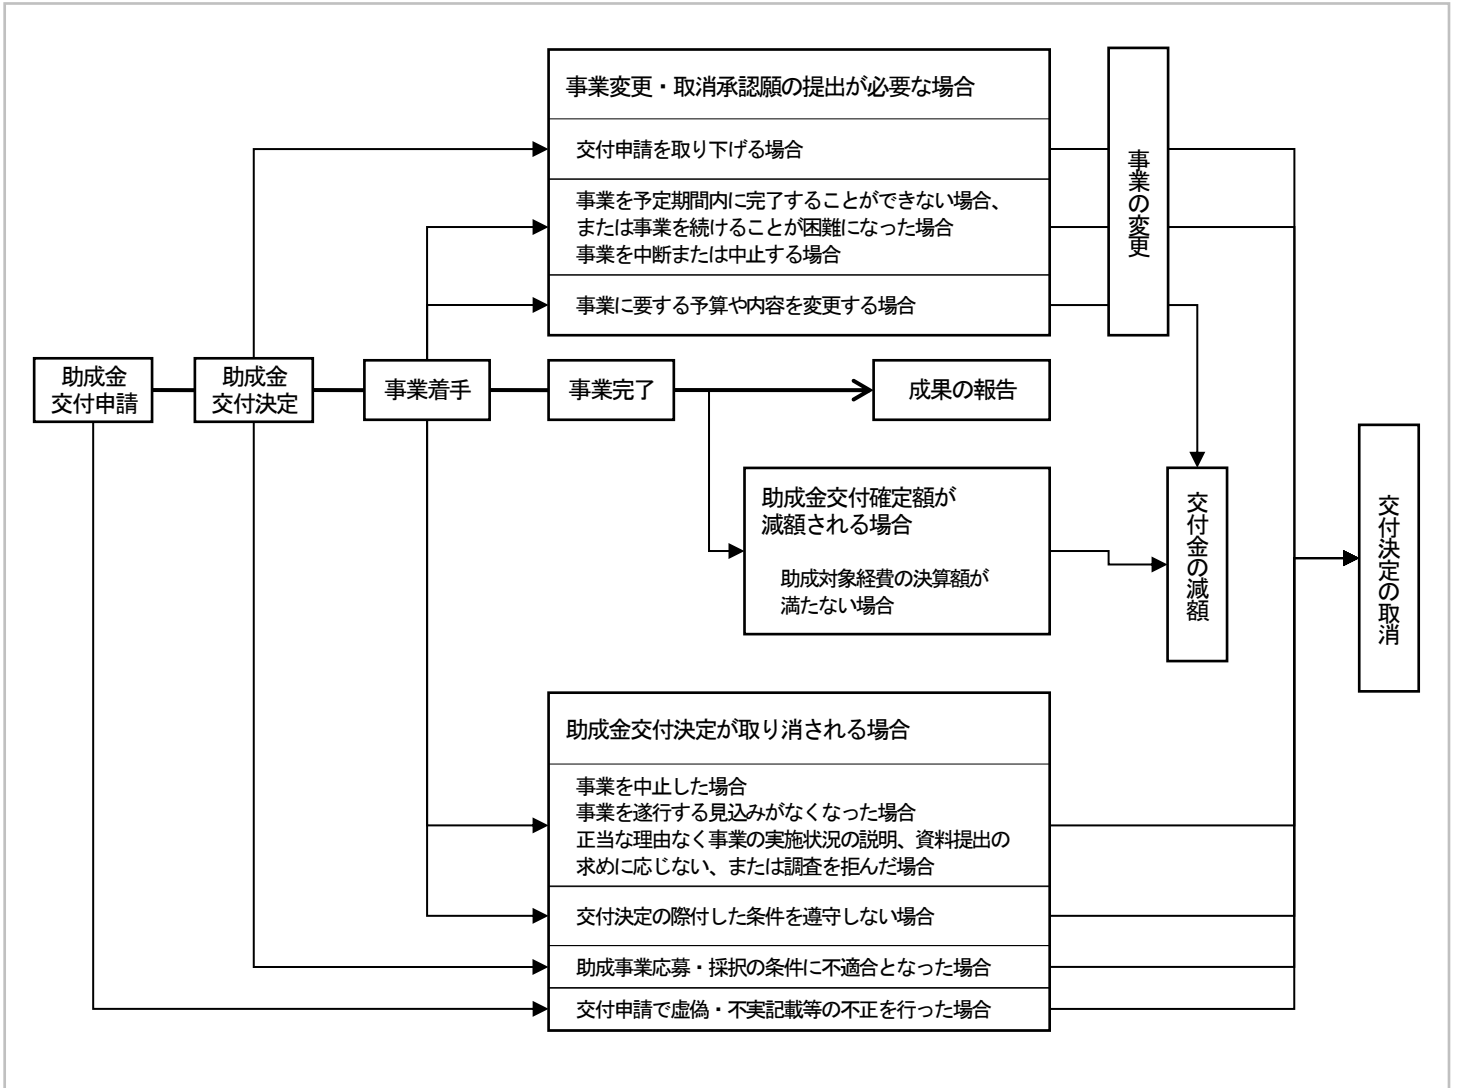 事業変更・取消承認願の提出が必要な場合
交付申請を取り下げる場合
事業を予定期間内に完了することができない場合、
または事業を続けることが困難になった場合
事業を中断または中止する場合
事業に要する予算や内容を変更する場合
事業の変更
助成金
交付申請
助成金
交付決定
事業着手
事業完了
成果の報告
助成金交付確定額が
減額される場合
助成対象経費の決算額が
満たない場合
交付金の減額
交付決定の取消
助成金交付決定が取り消される場合
事業を中止した場合
事業を遂行する見込みがなくなった場合
正当な理由なく事業の実施状況の説明、資料提出の
求めに応じない、または調査を拒んだ場合
交付決定の際付した条件を遵守しない場合
助成事業応募・採択の条件に不適合となった場合
交付申請で虚偽・不実記載等の不正を行った場合